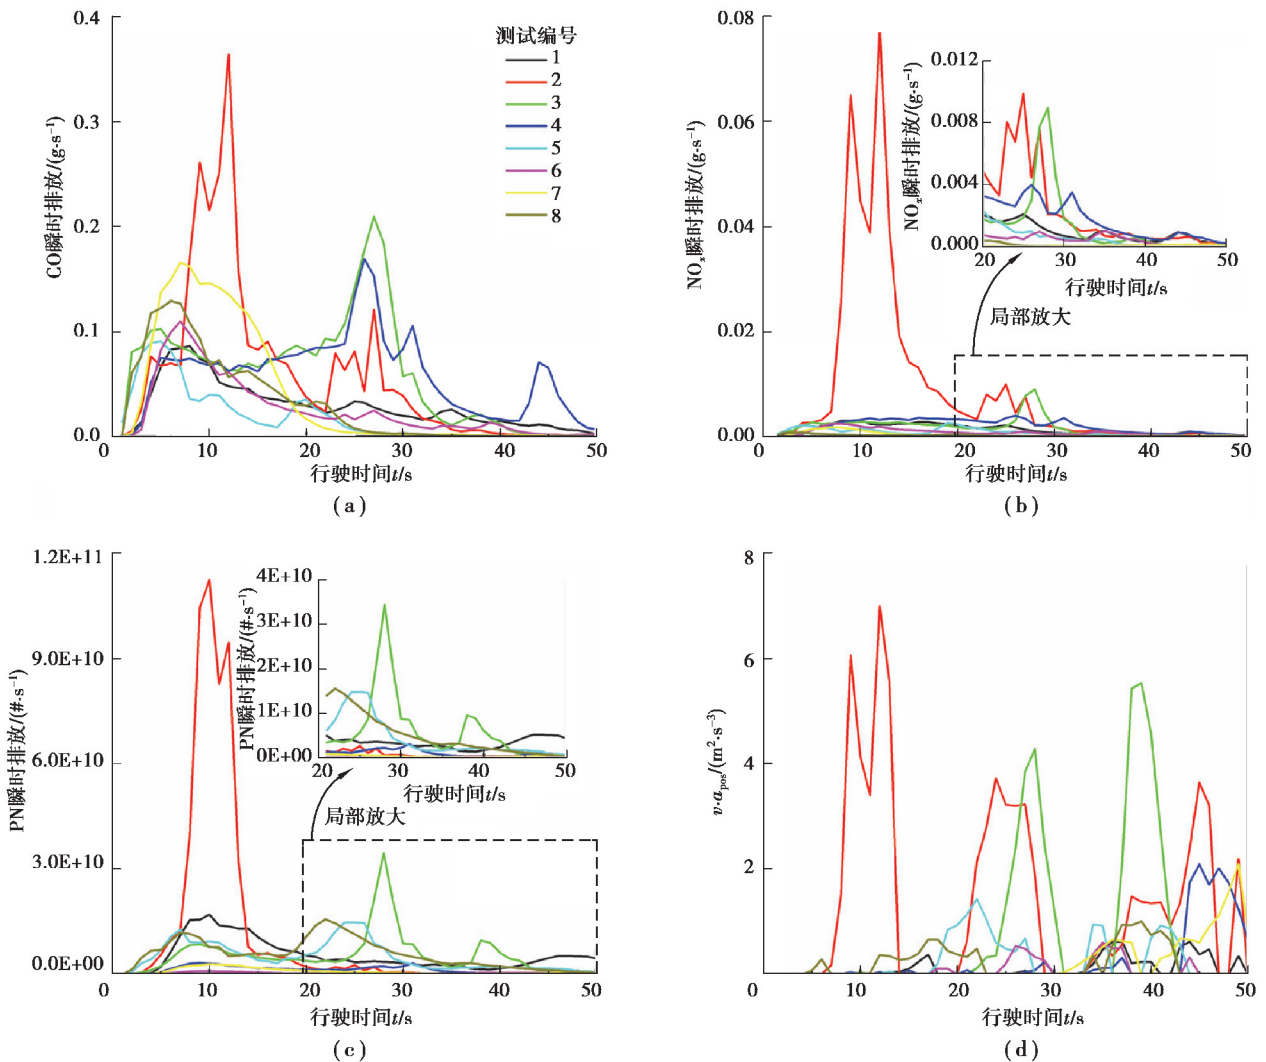 0.4
0.3
0.2
0.1
0.0
CO瞬时排放/(g·s⁻¹)
测试编号
1
2
3
4
5
6
7
8
0
10
20
30
40
50
行驶时间t/s
(a)
0.08
0.06
0.04
0.02
0.00
NOₓ瞬时排放/(g·s⁻¹)
0.012
0.008
0.004
0.000
NOₓ瞬时排放/(g·s⁻¹)
20
30
40
50
行驶时间t/s
局部放大
0
10
20
30
40
50
行驶时间t/s
(b)
1.2E+11
9.0E+10
6.0E+10
3.0E+10
0.0E+00
PN瞬时排放/(#·s⁻¹)
4E+10
3E+10
2E+10
1E+10
0E+00
PN瞬时排放/(#·s⁻¹)
20
30
40
50
行驶时间t/s
局部放大
0
10
20
30
40
50
行驶时间t/s
(c)
8
6
4
2
v·aₚₒₛ/(m²·s⁻³)
0
10
20
30
40
50
行驶时间t/s
(d)